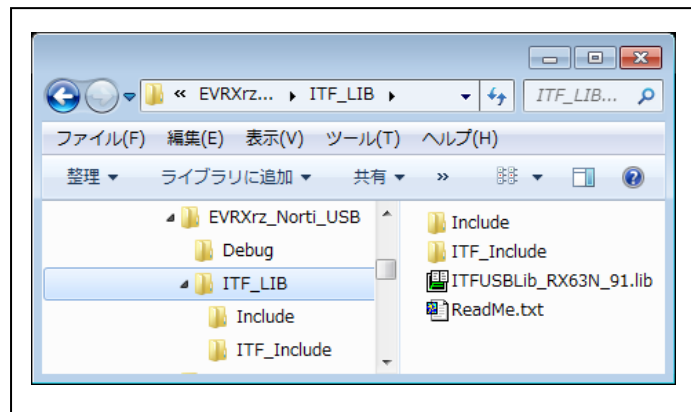 « EVRXrz... ▸ ITF_LIB ▸
ITF_LIB...
ファイル(F) 編集(E) 表示(V) ツール(T) ヘルプ(H)
整理 ▼ ライブラリに追加 ▼ 共有 ▼ »
EVRXrz_Norti_USB
Debug
ITF_LIB
Include
ITF_Include
Include
ITF_Include
ITFUSBLib_RX63N_91.lib
ReadMe.txt